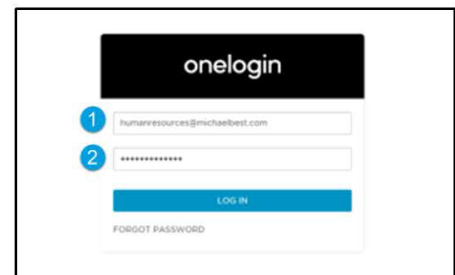 onelogin
1
humanresources@michaelbest.com
2
*************
LOG IN
FORGOT PASSWORD